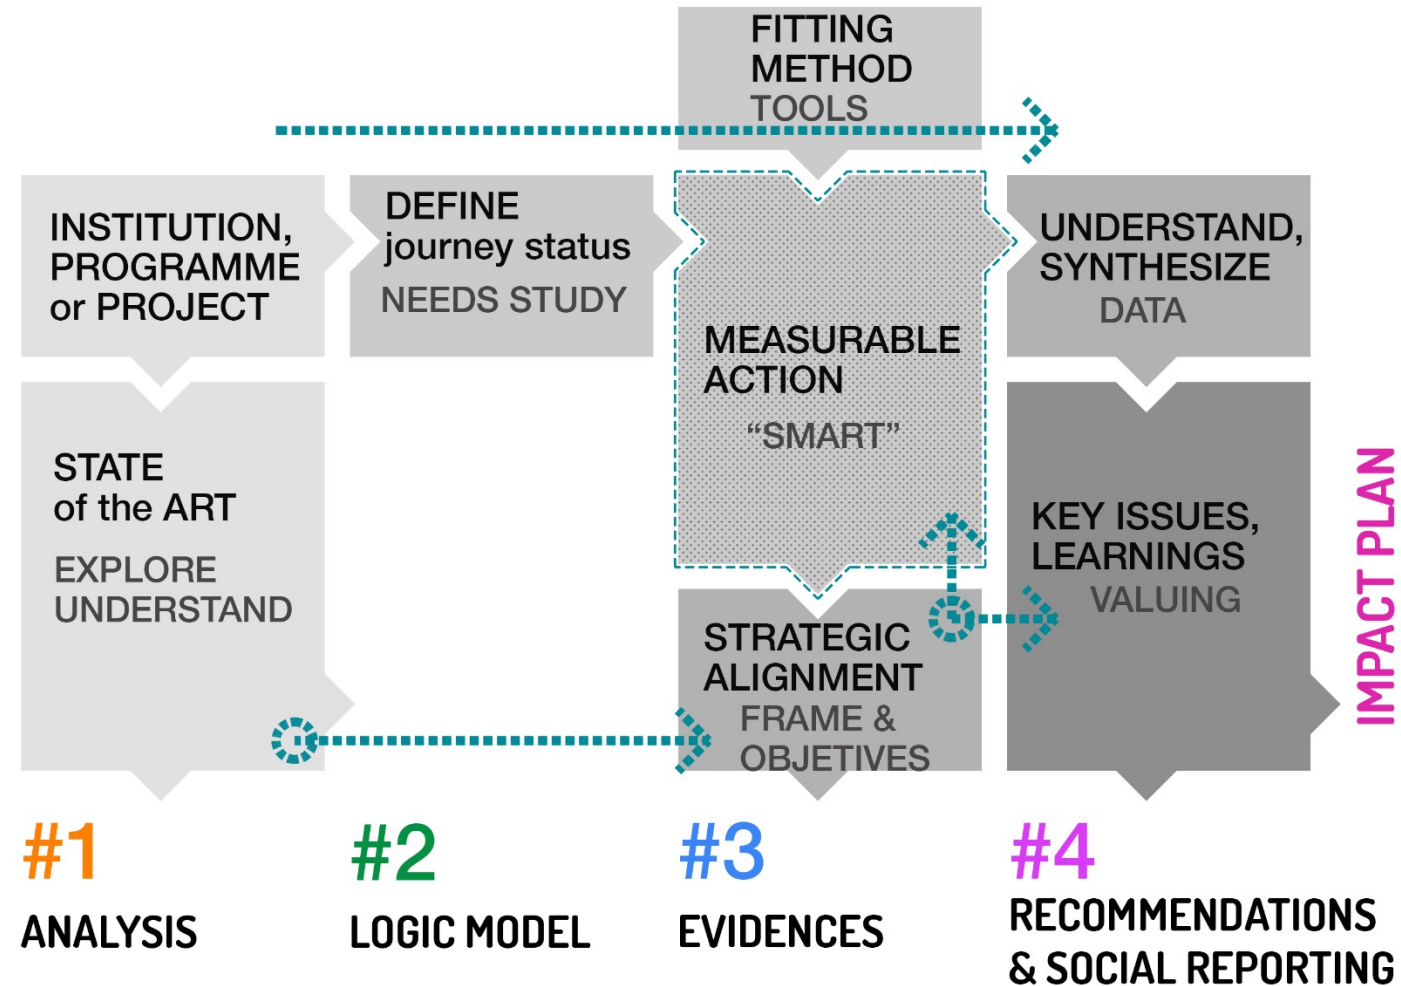 FITTING
METHOD
TOOLS
INSTITUTION,
PROGRAMME
or PROJECT
DEFINE
journey status
NEEDS STUDY
MEASURABLE
ACTION
“SMART”
UNDERSTAND,
SYNTHESIZE
DATA
STATE
of the ART
EXPLORE
UNDERSTAND
STRATEGIC
ALIGNMENT
FRAME &
OBJETIVES
KEY ISSUES,
LEARNINGS
VALUING
IMPACT PLAN
#1
ANALYSIS
#2
LOGIC MODEL
#3
EVIDENCES
#4
RECOMMENDATIONS
& SOCIAL REPORTING